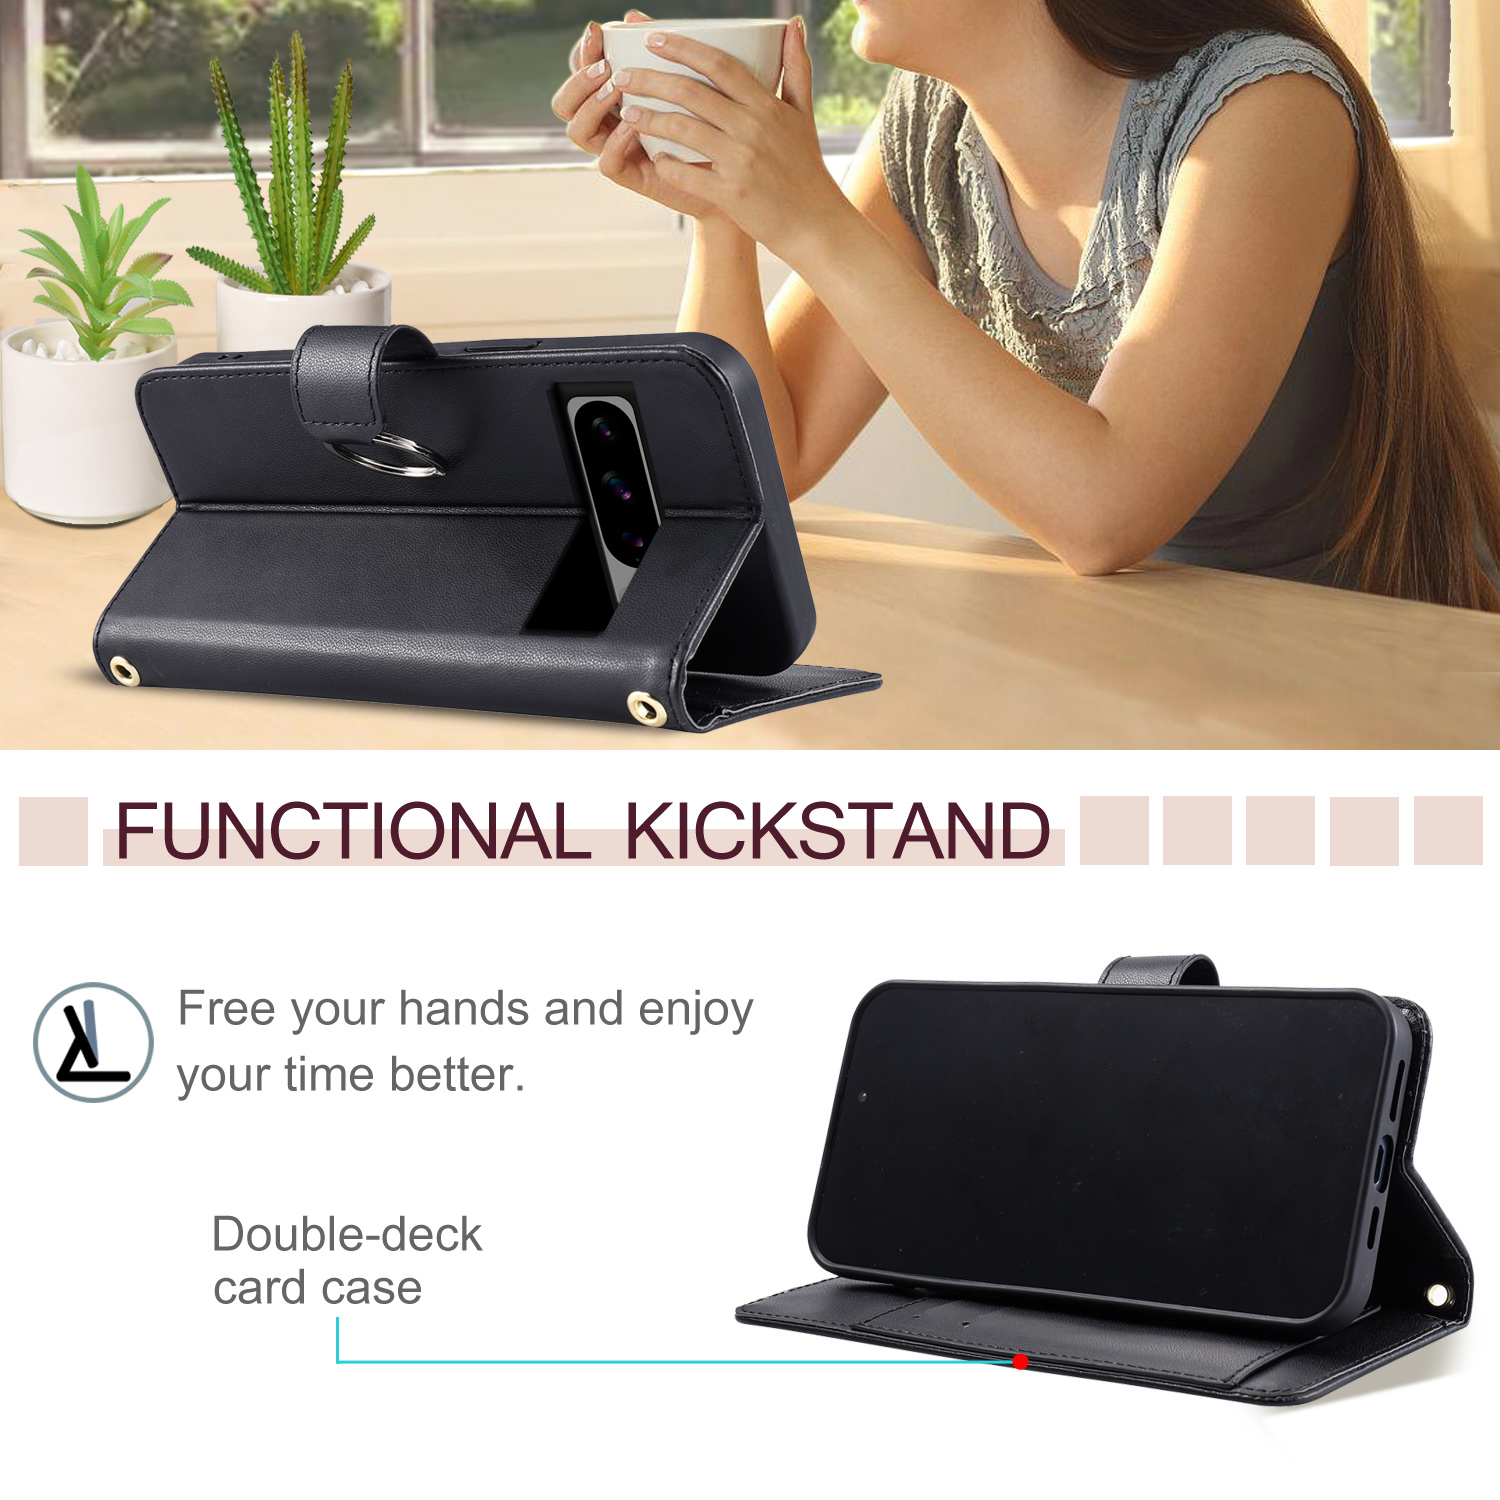 FUNCTIONAL KICKSTAND
Free your hands and enjoy
your time better.
Double-deck
card case